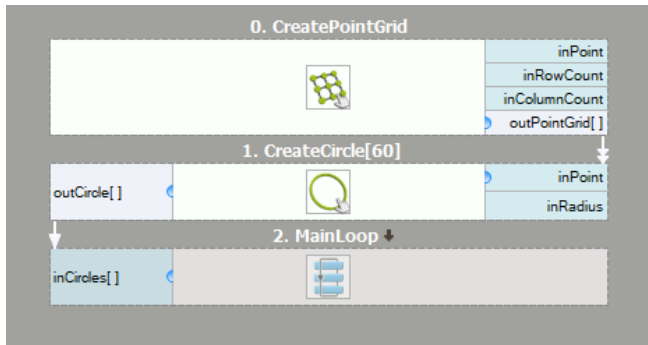 0. CreatePointGrid
inPoint
inRowCount
inColumnCount
outPointGrid[ ]
1. CreateCircle[60]
outCircle[ ]
inPoint
inRadius
2. MainLoop
inCircles[ ]